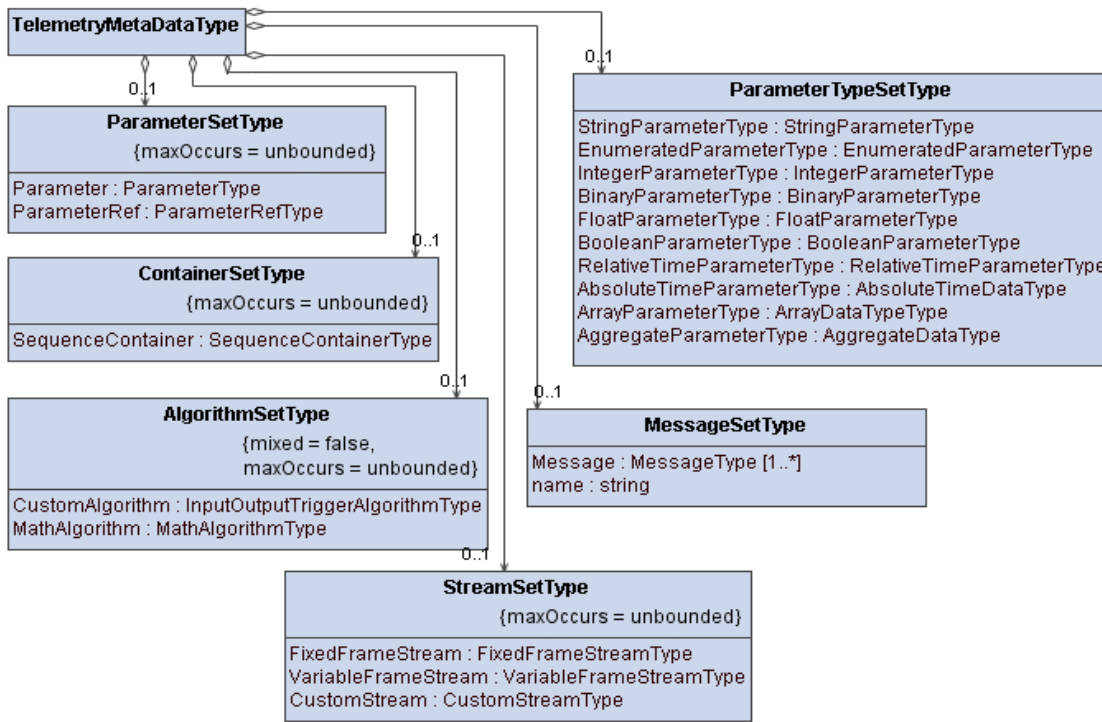 TelemetryMetaDataType
0..1
0..1
ParameterSetType
{maxOccurs = unbounded}
Parameter : ParameterType
ParameterRef : ParameterRefType
ParameterTypeSetType
StringParameterType : StringParameterType
EnumeratedParameterType : EnumeratedParameterType
IntegerParameterType : IntegerParameterType
BinaryParameterType : BinaryParameterType
FloatParameterType : FloatParameterType
BooleanParameterType : BooleanParameterType
RelativeTimeParameterType : RelativeTimeParameterType
AbsoluteTimeParameterType : AbsoluteTimeDataType
ArrayParameterType : ArrayDataTypeType
AggregateParameterType : AggregateDataType
0..1
ContainerSetType
{maxOccurs = unbounded}
SequenceContainer : SequenceContainerType
0..1
0..1
AlgorithmSetType
{mixed = false,
maxOccurs = unbounded}
CustomAlgorithm : InputOutputTriggerAlgorithmType
MathAlgorithm : MathAlgorithmType
MessageSetType
Message : MessageType [1..*]
name : string
0..1
StreamSetType
{maxOccurs = unbounded}
FixedFrameStream : FixedFrameStreamType
VariableFrameStream : VariableFrameStreamType
CustomStream : CustomStreamType